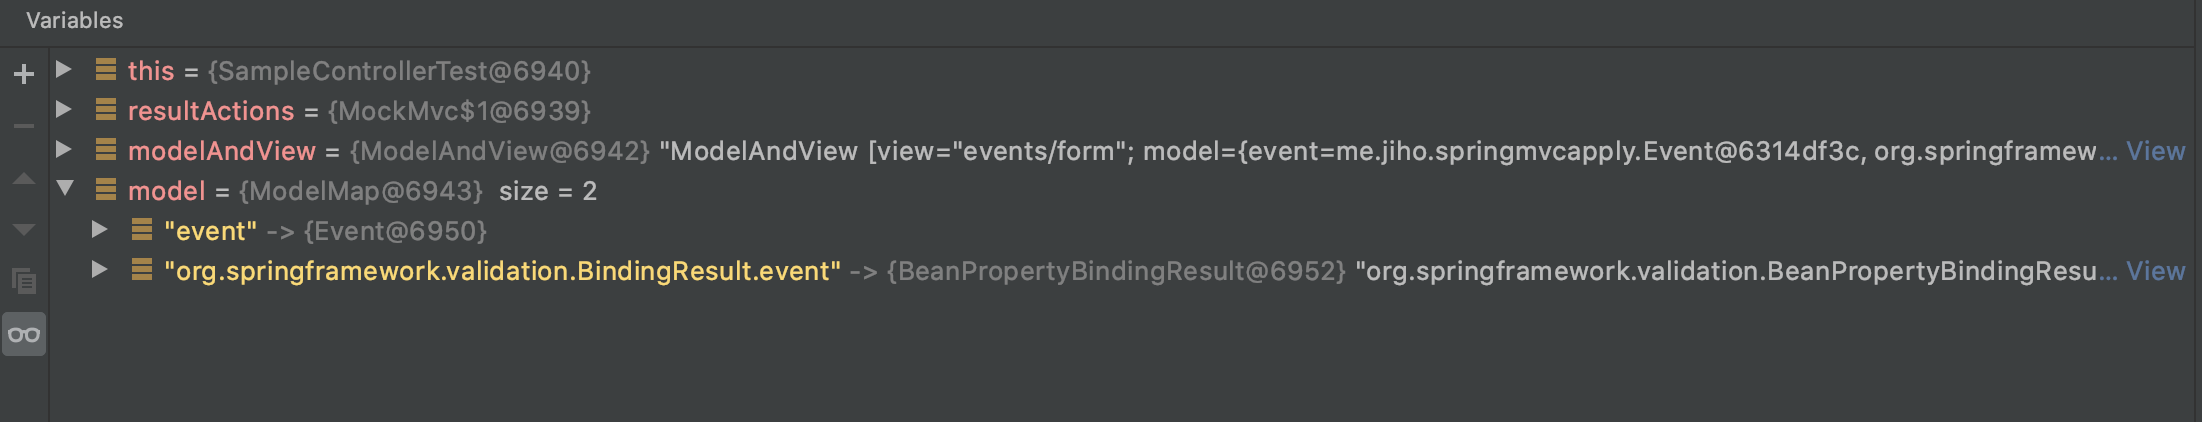 Variables
this = {SampleControllerTest@6940}
resultActions = {MockMvc$1@6939}
modelAndView = {ModelAndView@6942} "ModelAndView [view="events/form"; model={event=me.jiho.springmvcapply.Event@6314df3c, org.springframew... View
model = {ModelMap@6943} size = 2
"event" -> {Event@6950}
"org.springframework.validation.BindingResult.event" -> {BeanPropertyBindingResult@6952} "org.springframework.validation.BeanPropertyBindingResu... View